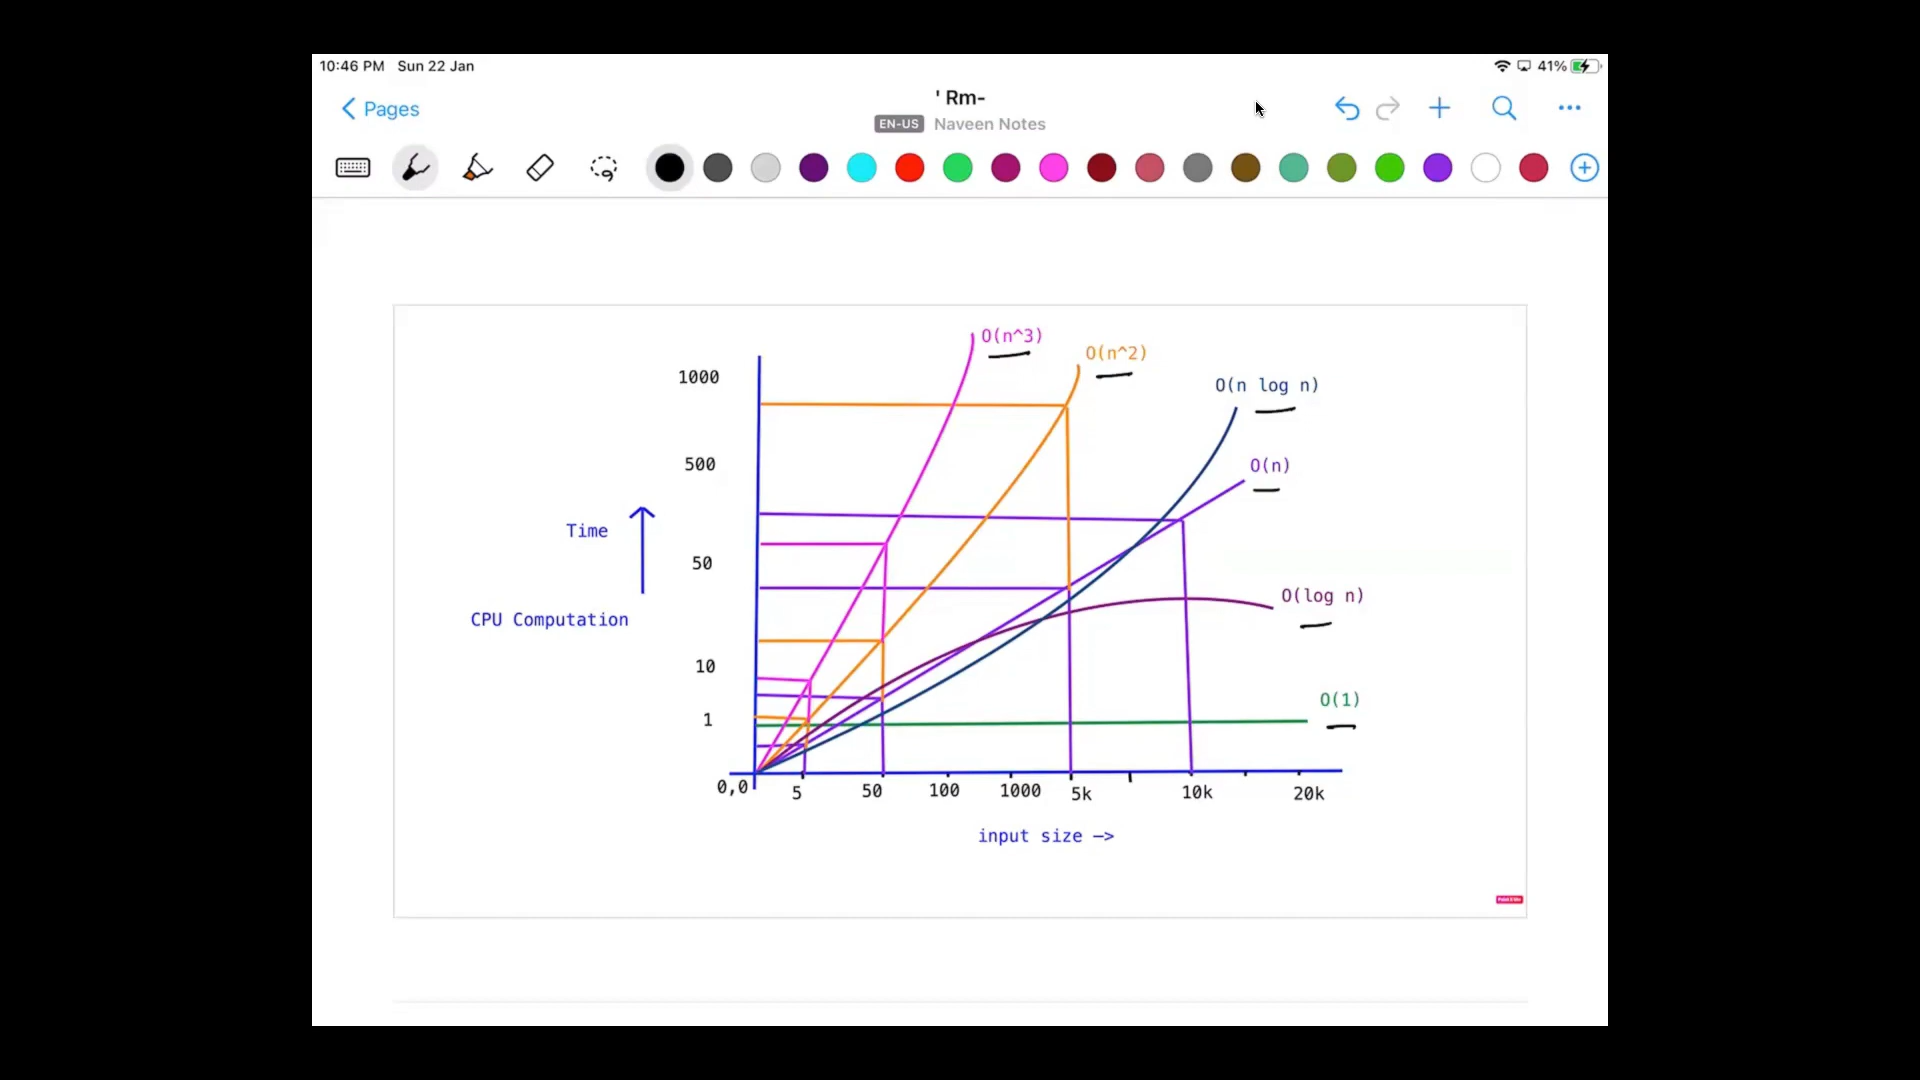 10:46 PM Sun 22 Jan
41%
Pages
' Rm-
EN-US Naveen Notes
O(n^3)
O(n^2)
1000
O(n log n)
500
O(n)
Time
50
O(log n)
CPU Computation
10
O(1)
1
0,0 5 50 100 1000 5k 10k 20k
input size —>